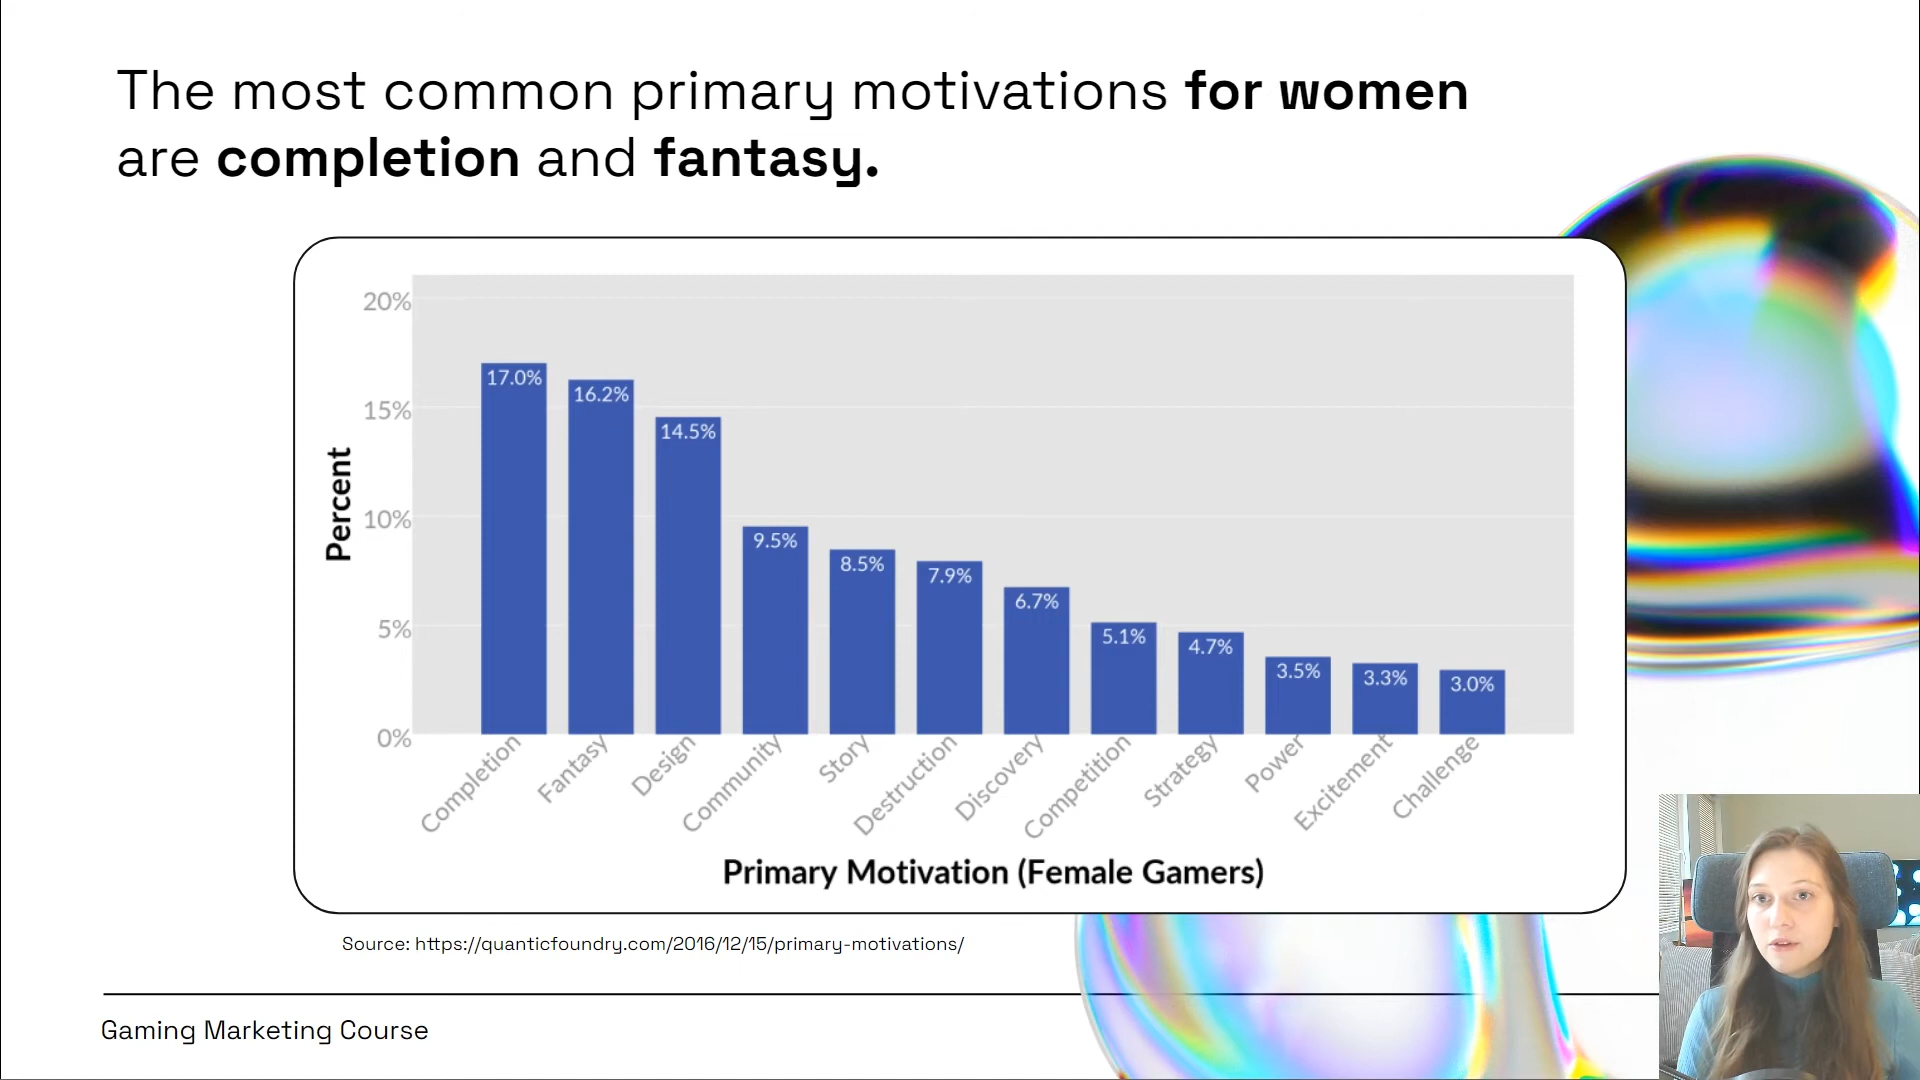 The most common primary motivations for women
are completion and fantasy.
20%
15%
10%
5%
0%
Percent
17.0%
16.2%
14.5%
9.5%
8.5%
7.9%
6.7%
5.1%
4.7%
3.5%
3.3%
3.0%
Completion
Fantasy
Design
Community
Story
Destruction
Discovery
Competition
Strategy
Power
Excitement
Challenge
Primary Motivation (Female Gamers)
Source: https://quanticfoundry.com/2016/12/15/primary-motivations/
Gaming Marketing Course